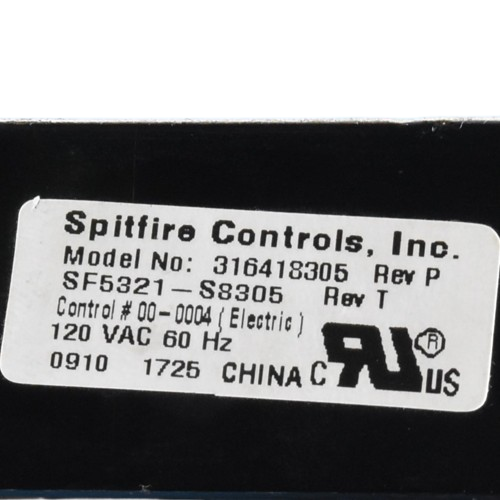 Spitfire Controls, Inc.
Model No: 316418305 Rev P
SF5321-S8305 Rev T
Control # 00-0004 (Electric)
120 VAC 60 Hz
0910 1725 CHINA C RU ® US